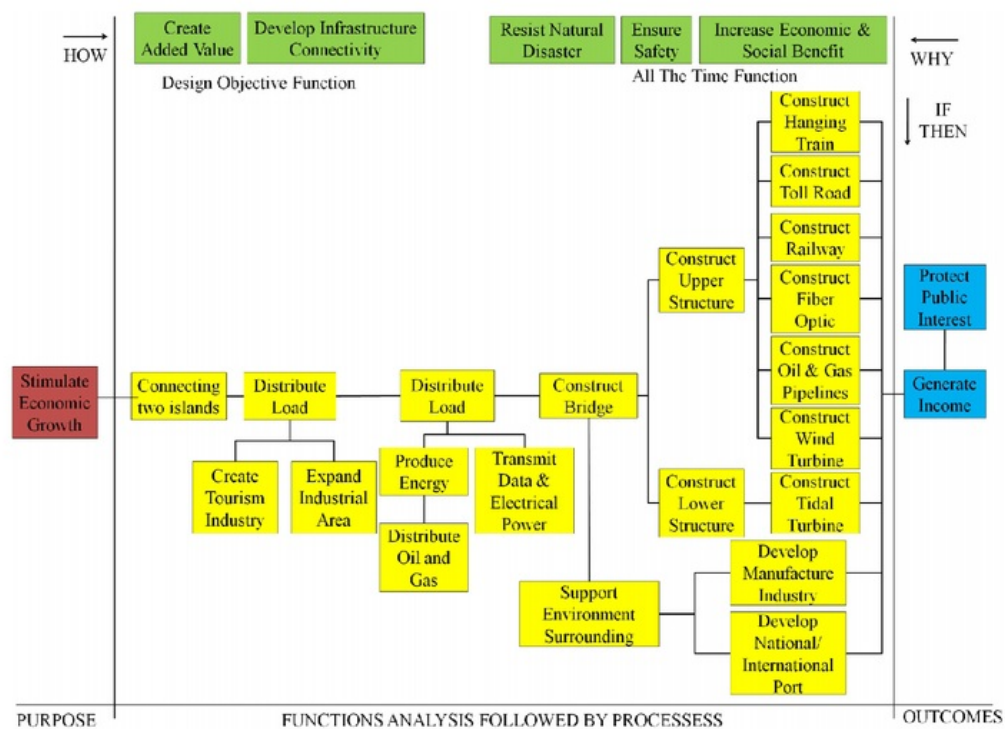 HOW
Create
Added Value
Develop Infrastructure
Connectivity
Resist Natural
Disaster
Ensure
Safety
Increase Economic &
Social Benefit
WHY
Design Objective Function
All The Time Function
IF
THEN
Construct
Hanging
Train
Construct
Toll Road
Construct
Railway
Construct
Upper
Structure
Construct
Fiber
Optic
Protect
Public
Interest
Stimulate
Economic
Growth
Connecting
two islands
Distribute
Load
Distribute
Load
Construct
Bridge
Construct
Oil & Gas
Pipelines
Generate
Income
Construct
Wind
Turbine
Create
Tourism
Industry
Expand
Industrial
Area
Produce
Energy
Transmit
Data &
Electrical
Power
Construct
Lower
Structure
Construct
Tidal
Turbine
Distribute
Oil and
Gas
Develop
Manufacture
Industry
Support
Environment
Surrounding
Develop
National/
International
Port
PURPOSE
FUNCTIONS ANALYSIS FOLLOWED BY PROCESSESS
OUTCOMES